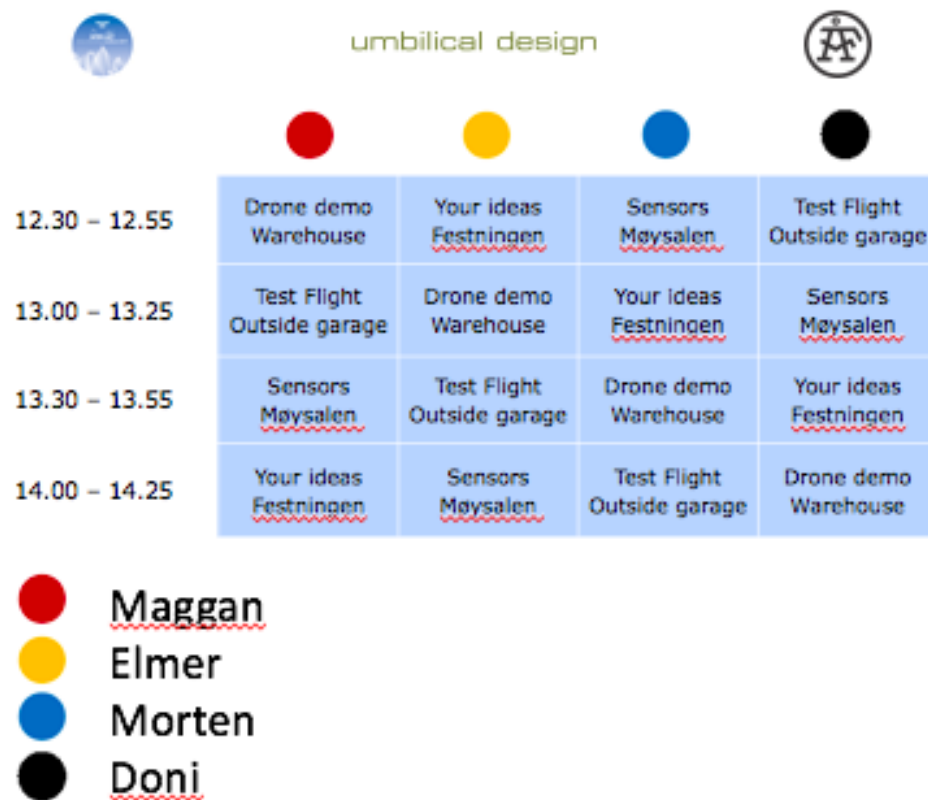 umbilical design
ÅF
12.30 – 12.55
Drone demo
Warehouse
Your ideas
Festningen
Sensors
Møysalen
Test Flight
Outside garage
13.00 – 13.25
Test Flight
Outside garage
Drone demo
Warehouse
Your ideas
Festningen
Sensors
Møysalen
13.30 – 13.55
Sensors
Møysalen
Test Flight
Outside garage
Drone demo
Warehouse
Your ideas
Festningen
14.00 – 14.25
Your ideas
Festningen
Sensors
Møysalen
Test Flight
Outside garage
Drone demo
Warehouse
Maggan
Elmer
Morten
Doni